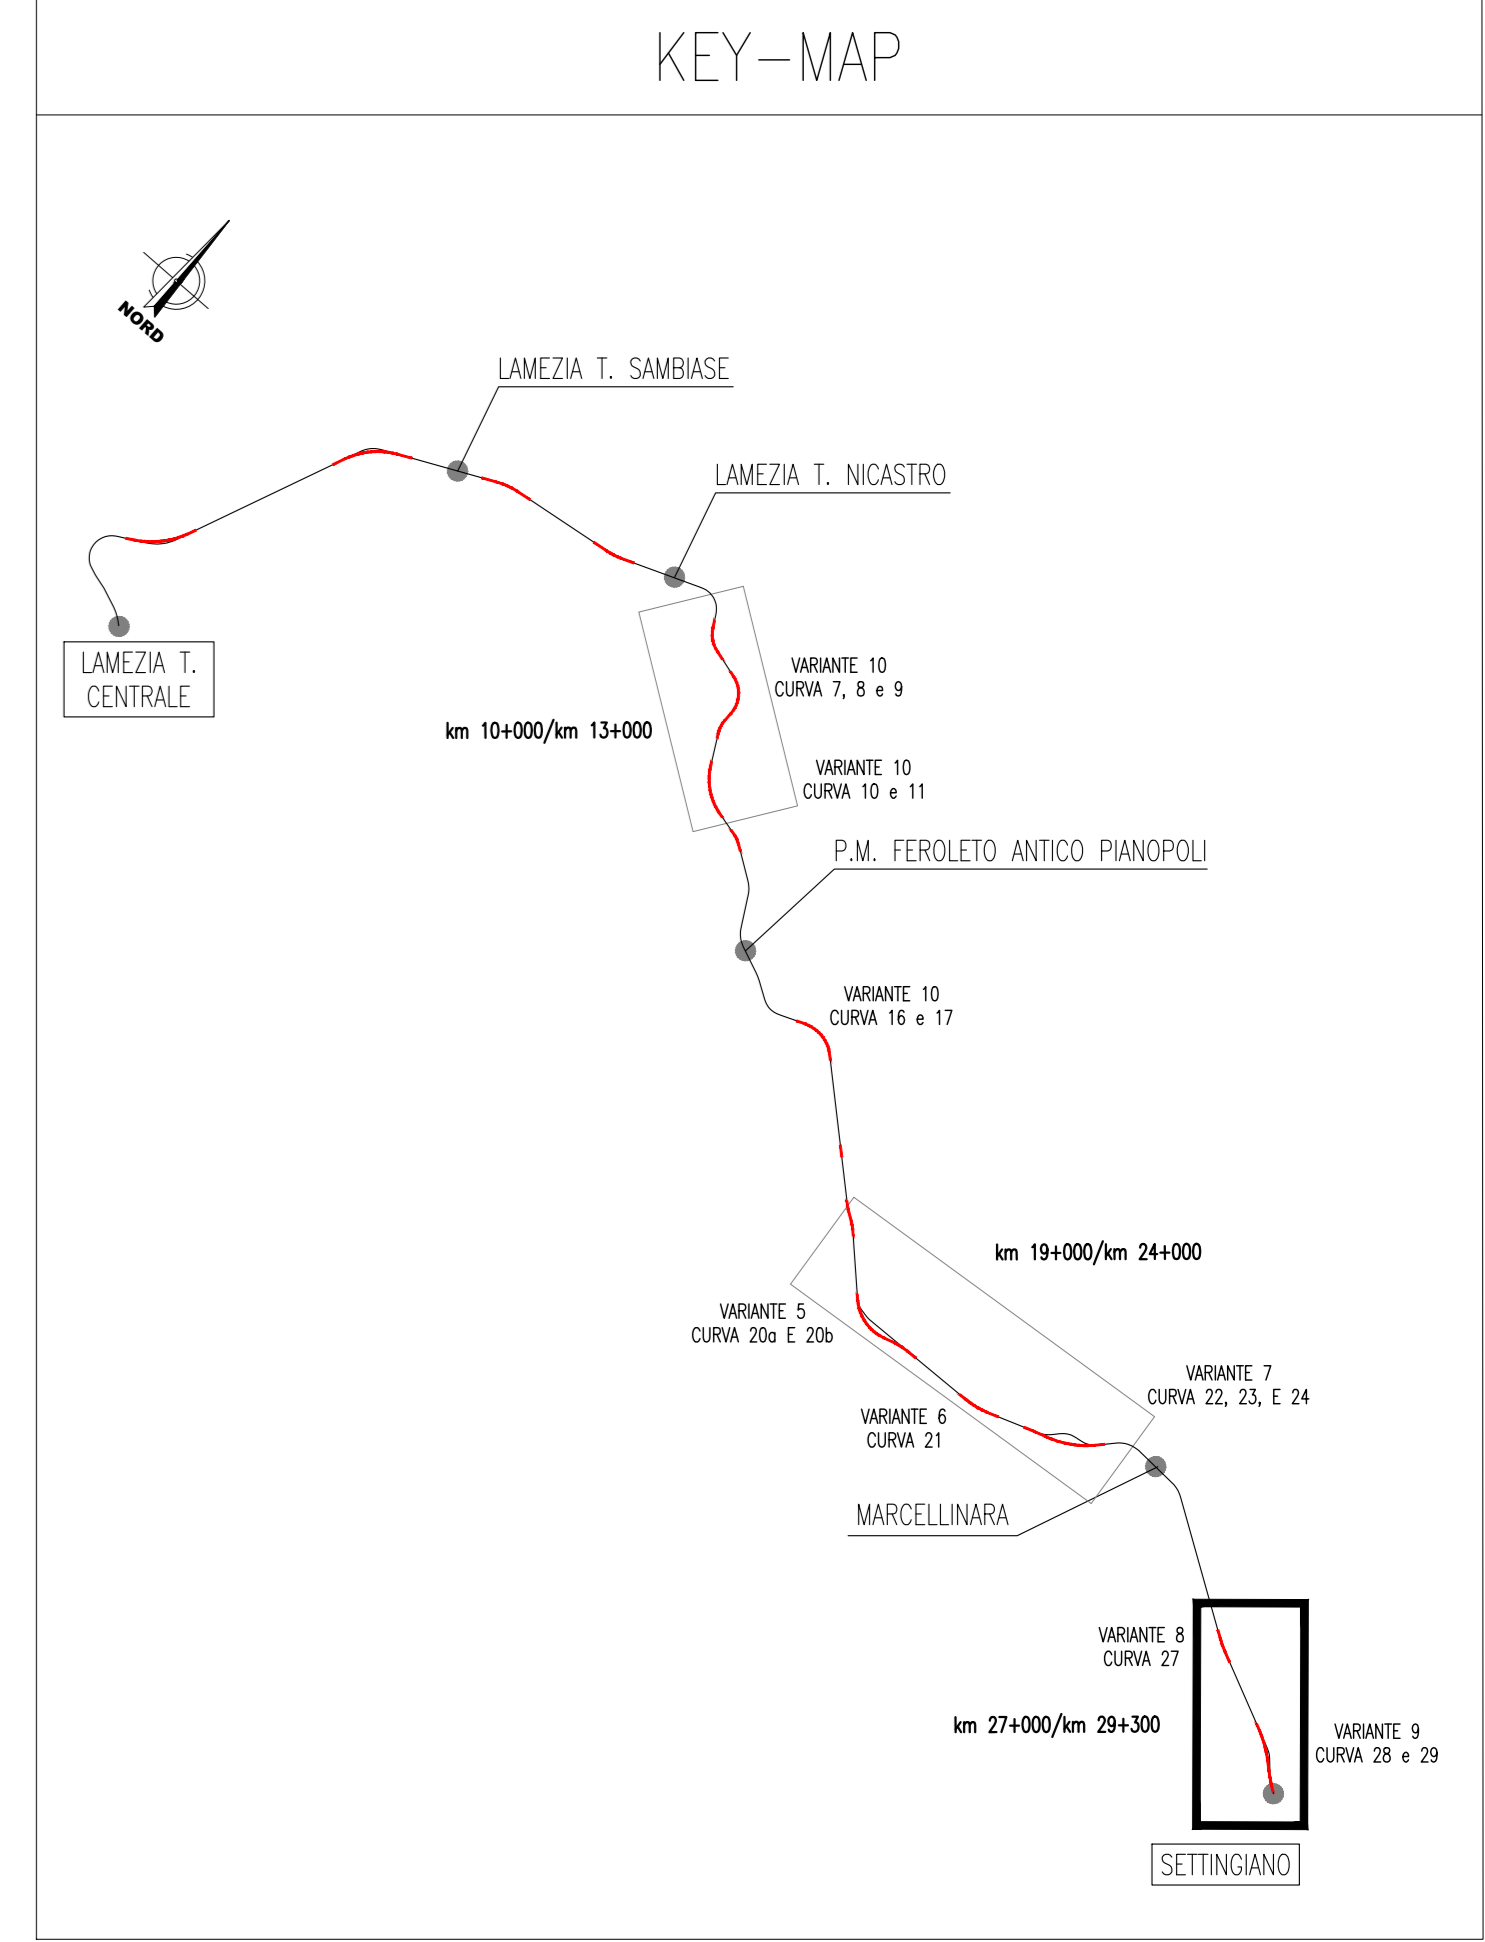 KEY-MAP
NORD
LAMEZIA T. SAMBIASE
LAMEZIA T. NICASTRO
LAMEZIA T.
CENTRALE
VARIANTE 10
CURVA 7, 8 e 9
km 10+000/km 13+000
VARIANTE 10
CURVA 10 e 11
P.M. FEROLETO ANTICO PIANOPOLI
VARIANTE 10
CURVA 16 e 17
km 19+000/km 24+000
VARIANTE 5
CURVA 20a E 20b
VARIANTE 7
CURVA 22, 23, E 24
VARIANTE 6
CURVA 21
MARCELLINARA
VARIANTE 8
CURVA 27
km 27+000/km 29+300
VARIANTE 9
CURVA 28 e 29
SETTINGIANO